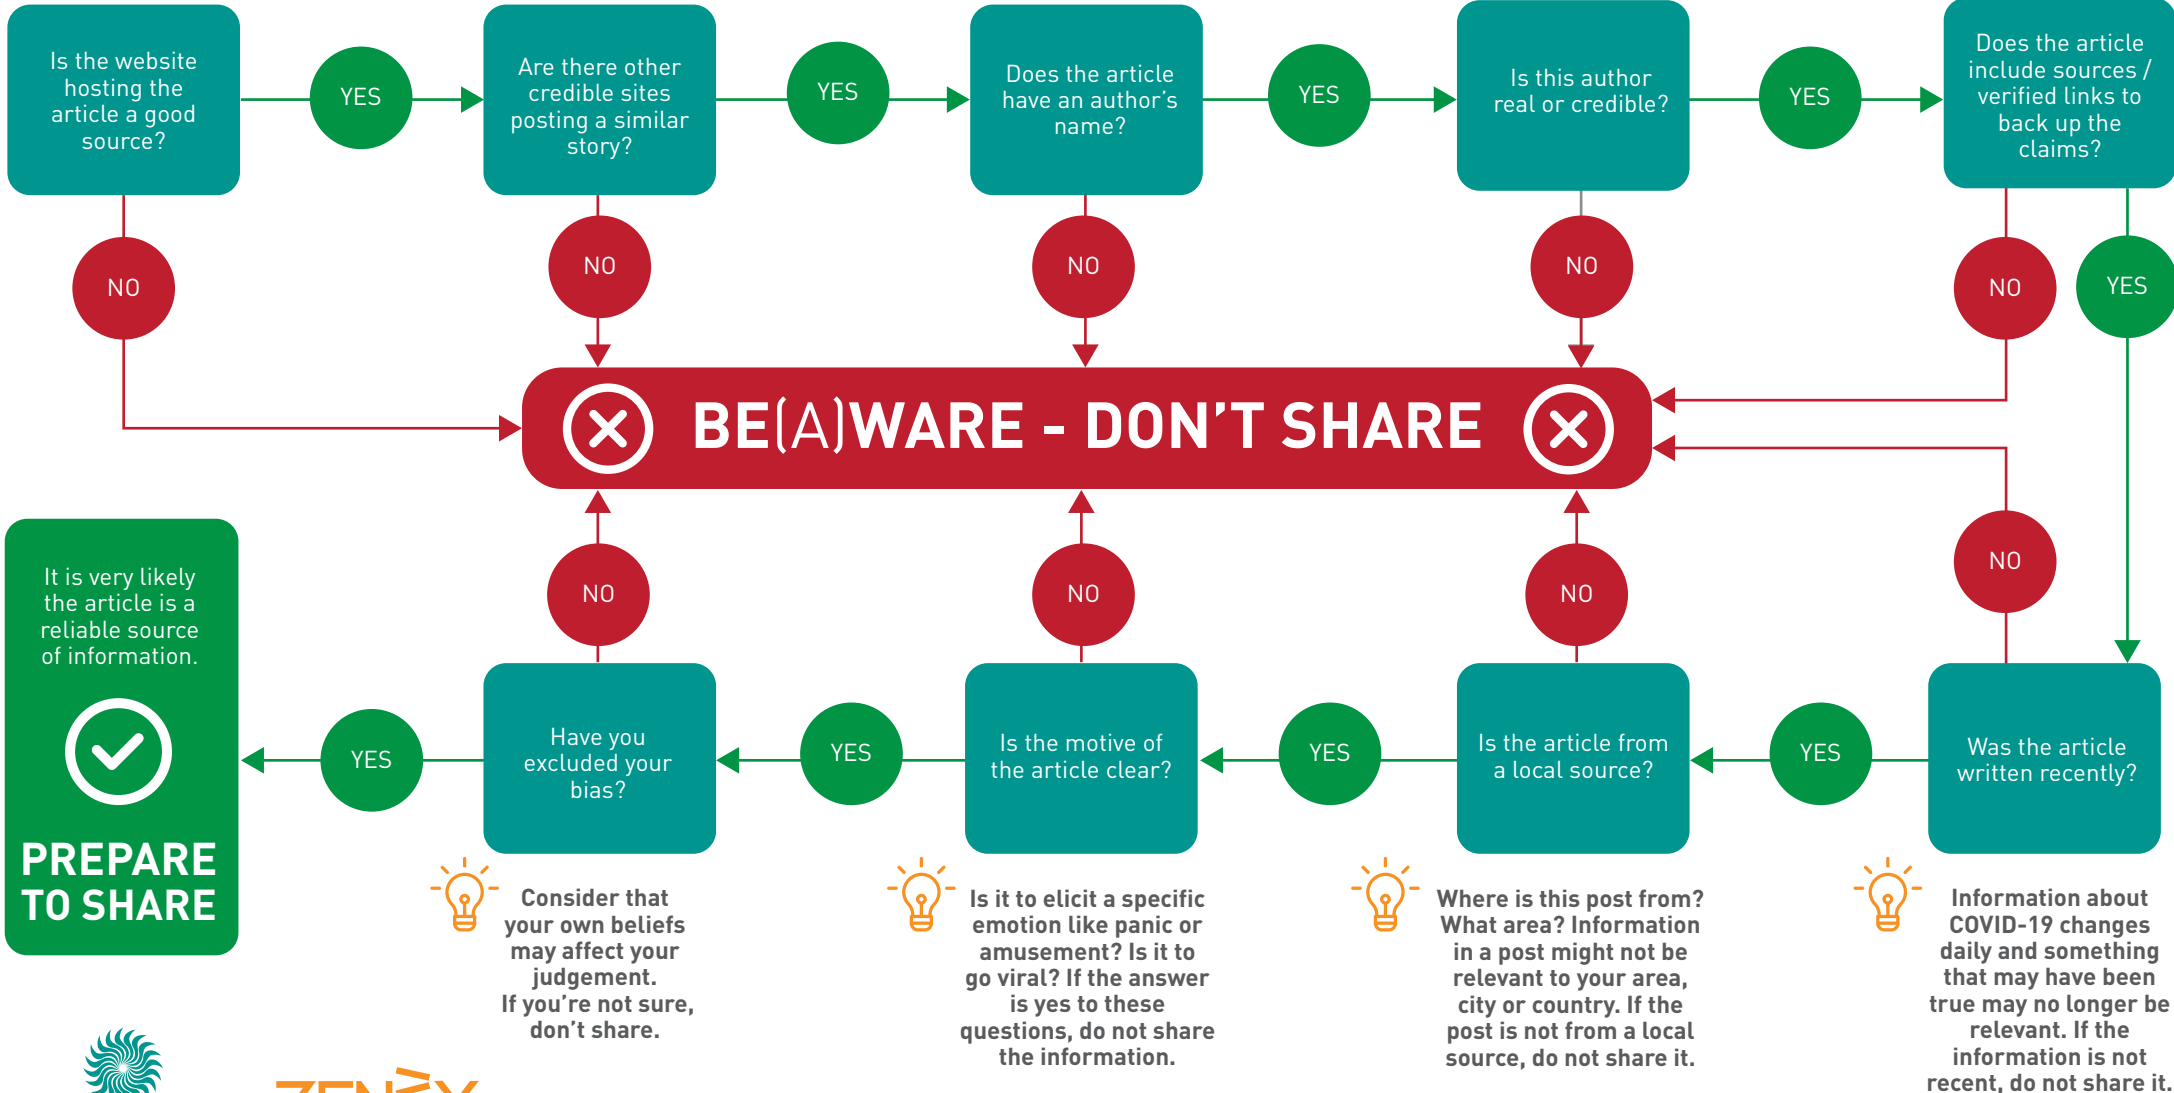 Is the website
hosting the
article a good
source?
YES
Are there other
credible sites
posting a similar
story?
YES
Does the article
have an author's
name?
YES
Is this author
real or credible?
YES
Does the article
include sources /
verified links to
back up the
claims?
NO
NO
NO
NO
NO
YES
BE(A)WARE - DON'T SHARE
NO
NO
NO
NO
It is very likely
the article is a
reliable source
of information.
PREPARE
TO SHARE
YES
Have you
excluded your
bias?
YES
Is the motive of
the article clear?
YES
Is the article from
a local source?
YES
Was the article
written recently?
Consider that
your own beliefs
may affect your
judgement.
If you're not sure,
don't share.
Is it to elicit a specific
emotion like panic or
amusement? Is it to
go viral? If the answer
is yes to these
questions, do not share
the information.
Where is this post from?
What area? Information
in a post might not be
relevant to your area,
city or country. If the
post is not from a local
source, do not share it.
Information about
COVID-19 changes
daily and something
that may have been
true may no longer be
relevant. If the
information is not
recent, do not share it.
ZENEX